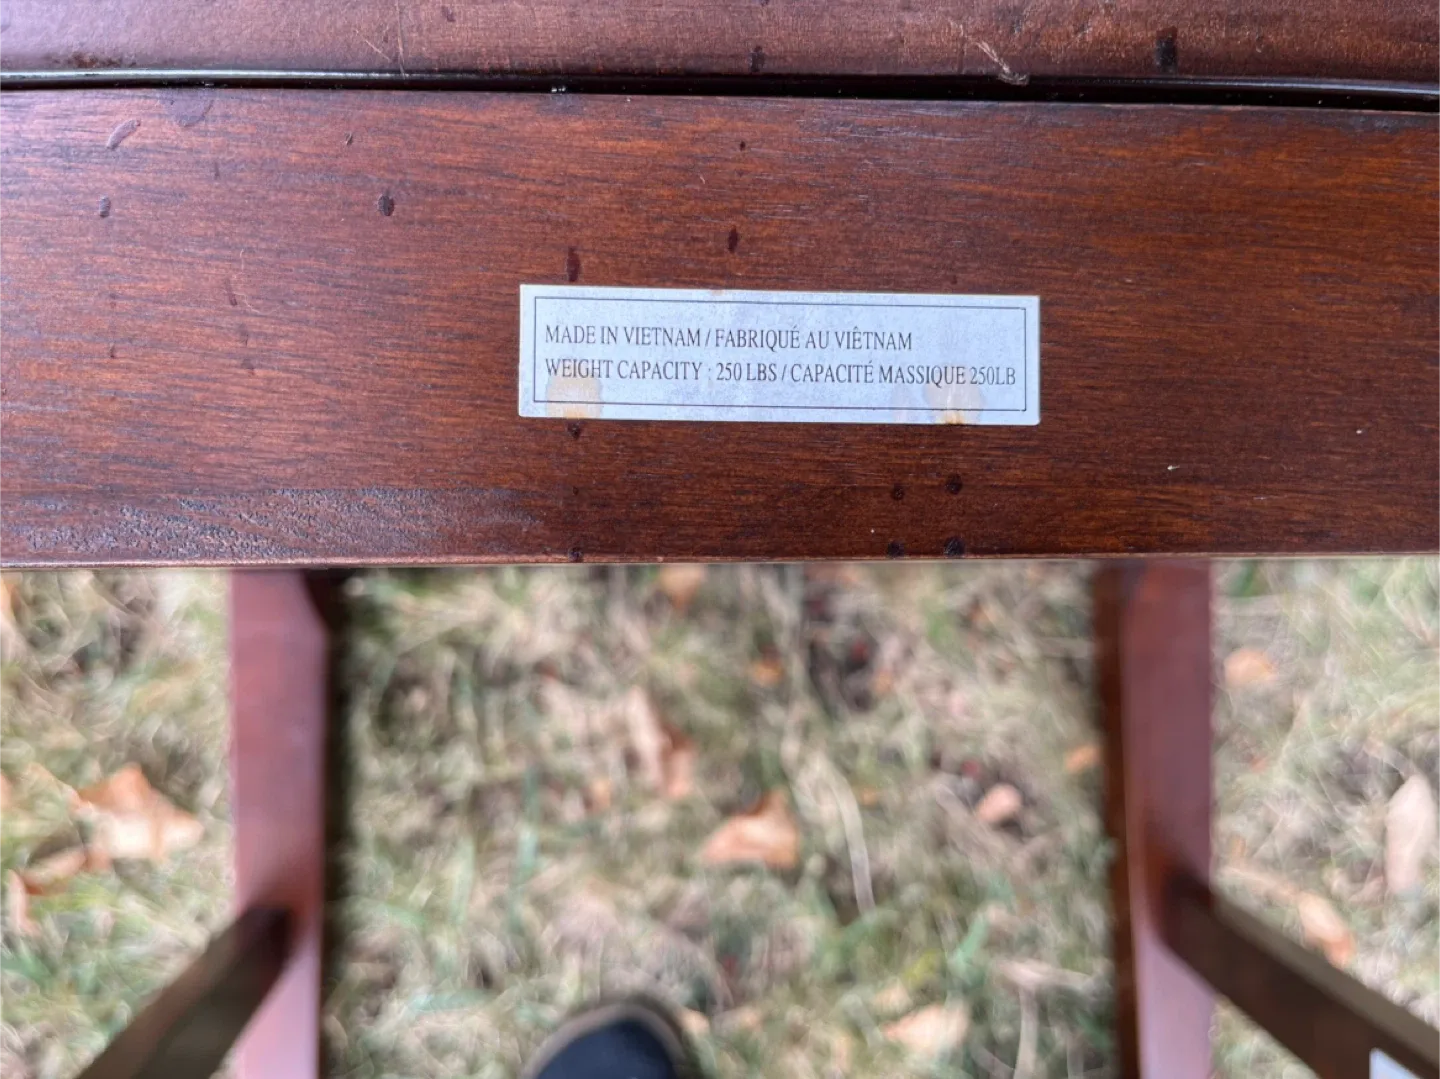 MADE IN VIETNAM / FABRIQUÉ AU VIÊTNAM
WEIGHT CAPACITY : 250 LBS / CAPACITÉ MASSIQUE 250LB